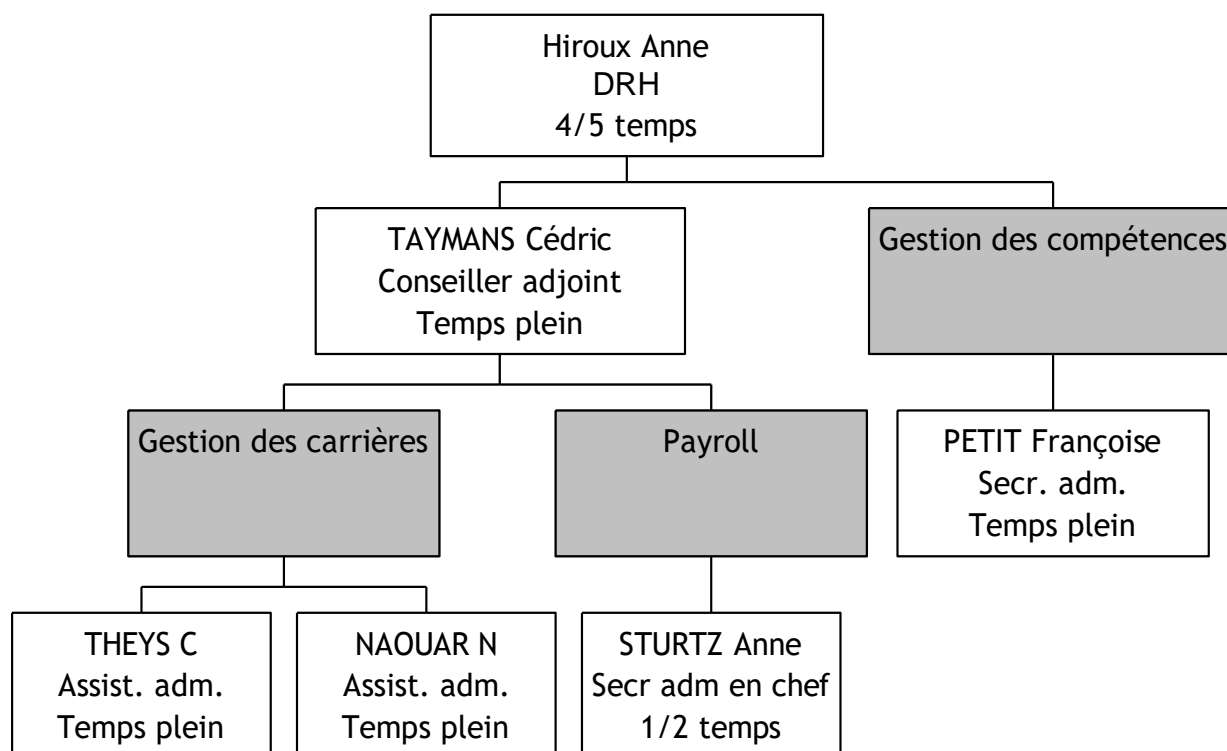 Hiroux Anne
DRH
4/5 temps
TAYMANS Cédric
Conseiller adjoint
Temps plein
Gestion des compétences
Gestion des carrières
Payroll
PETIT Françoise
Secr. adm.
Temps plein
THEYS C
Assist. adm.
Temps plein
NAOUAR N
Assist. adm.
Temps plein
STURTZ Anne
Secr adm en chef
1/2 temps